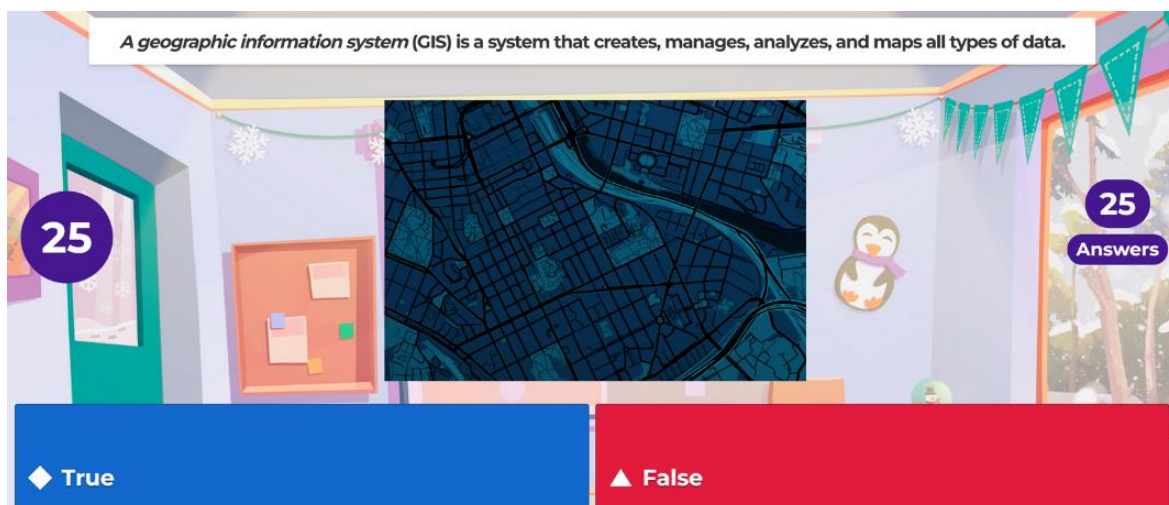 A geographic information system (GIS) is a system that creates, manages, analyzes, and maps all types of data.
25
25
Answers
True
False